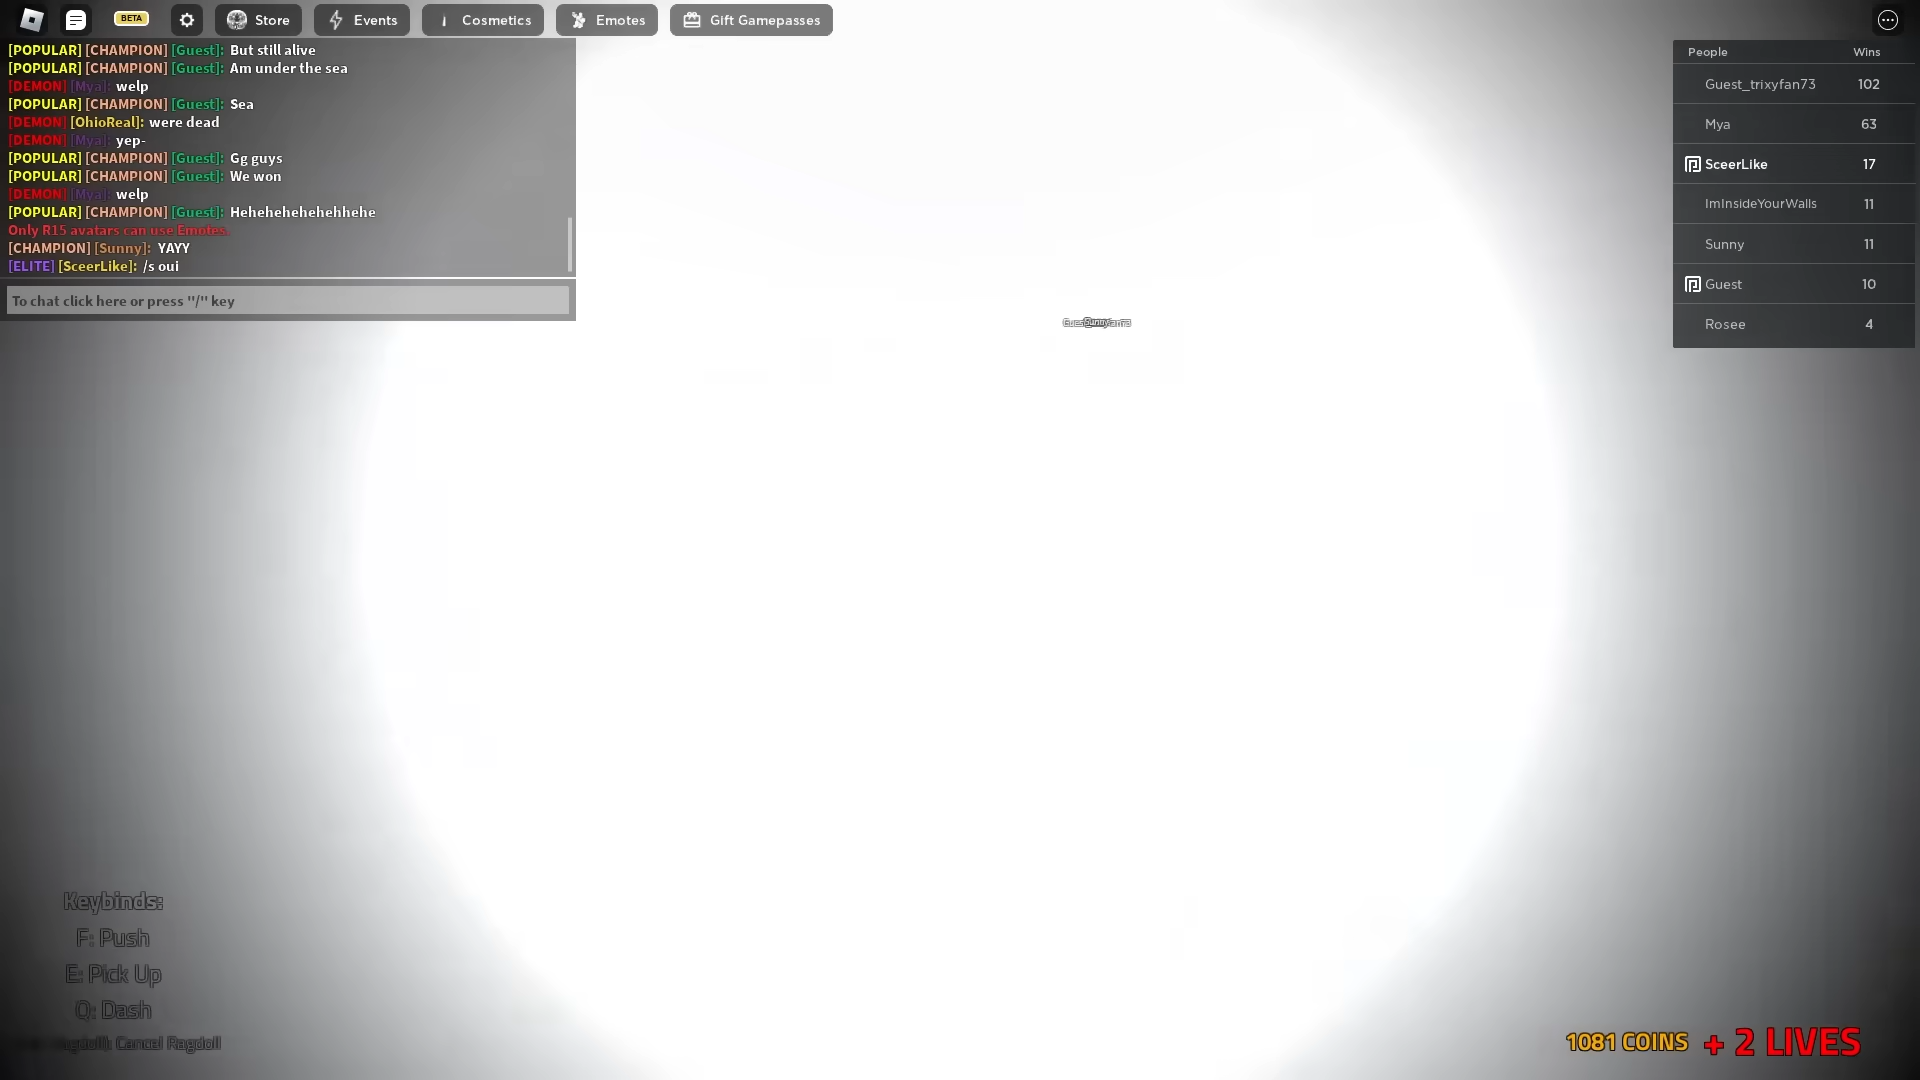 BETA
Store
Events
Cosmetics
Emotes
Gift Gamepasses
[POPULAR] [CHAMPION] [Guest]: But still alive
[POPULAR] [CHAMPION] [Guest]: Am under the sea
[DEMON] [Mya]: welp
[POPULAR] [CHAMPION] [Guest]: Sea
[DEMON] [OhioReal]: were dead
[DEMON] [Mya]: yep-
[POPULAR] [CHAMPION] [Guest]: Gg guys
[POPULAR] [CHAMPION] [Guest]: We won
[DEMON] [Mya]: welp
[POPULAR] [CHAMPION] [Guest]: Hehehehehehehhehe
Only R15 avatars can use Emotes.
[CHAMPION] [Sunny]: YAYY
[ELITE] [SceerLike]: /s oui
To chat click here or press "/" key
People Wins
Guest_trixyfan73 102
Mya 63
SceerLike 17
ImInsideYourWalls 11
Sunny 11
Guest 10
Rosee 4
Sunny
Keybinds:
F: Push
E: Pick Up
Q: Dash
Cancel Ragdoll
1081 COINS + 2 LIVES